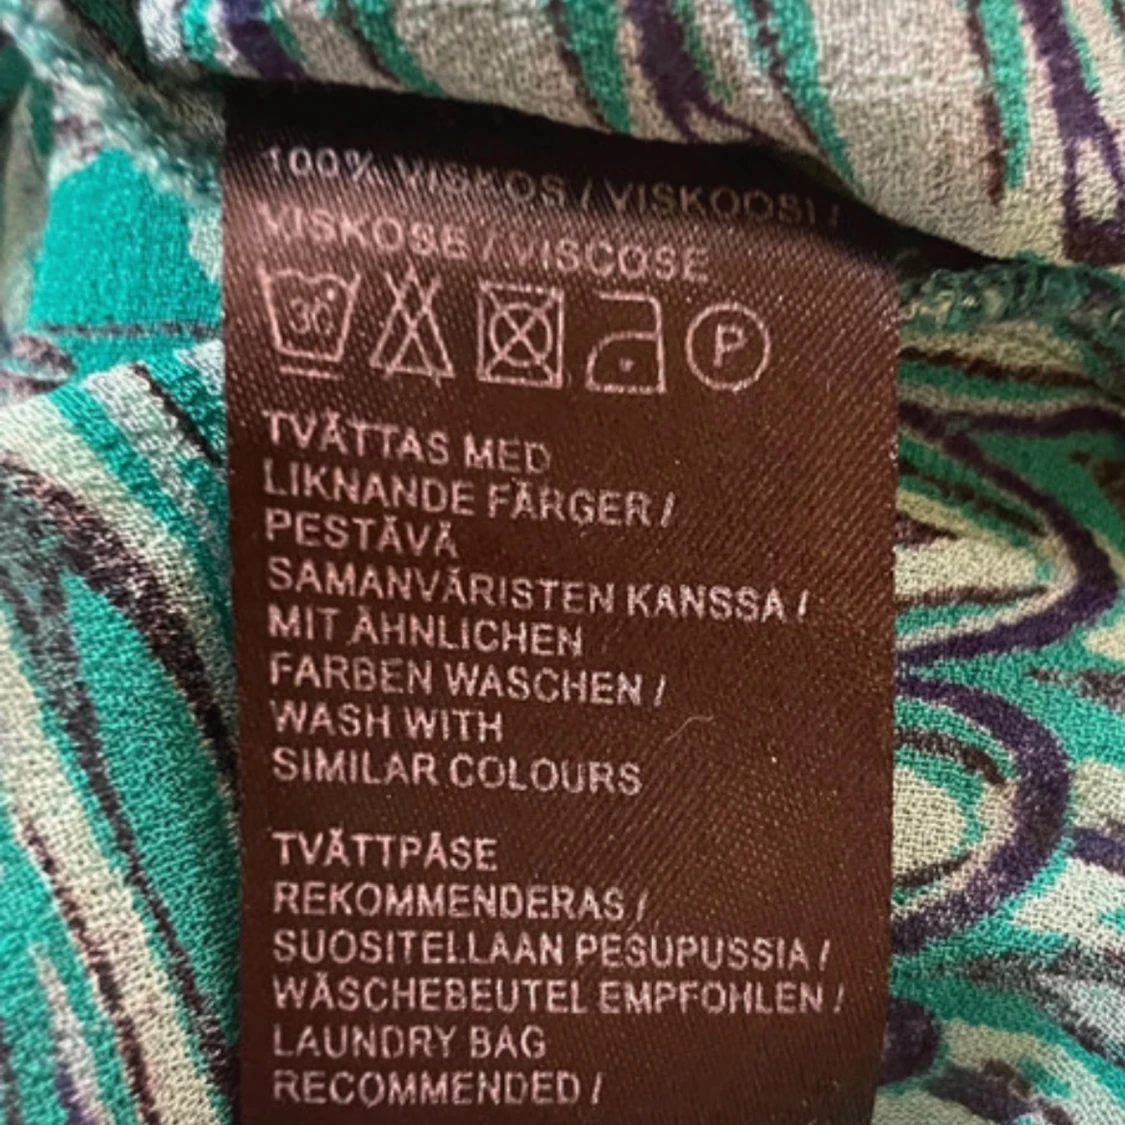 100% VISKOS / VISKOOSI /
VISKOSE / VISCOSE
30° P
TVÄTTAS MED
LIKNANDE FÄRGER /
PESTÄVÄ
SAMANVÄRISTEN KANSSA /
MIT ÄHNLICHEN
FARBEN WASCHEN /
WASH WITH
SIMILAR COLOURS
TVÄTTPÅSE
REKOMMENDERAS /
SUOSITELLAAN PESUPUSSIA /
WÄSCHEBEUTEL EMPFOHLEN /
LAUNDRY BAG
RECOMMENDED /